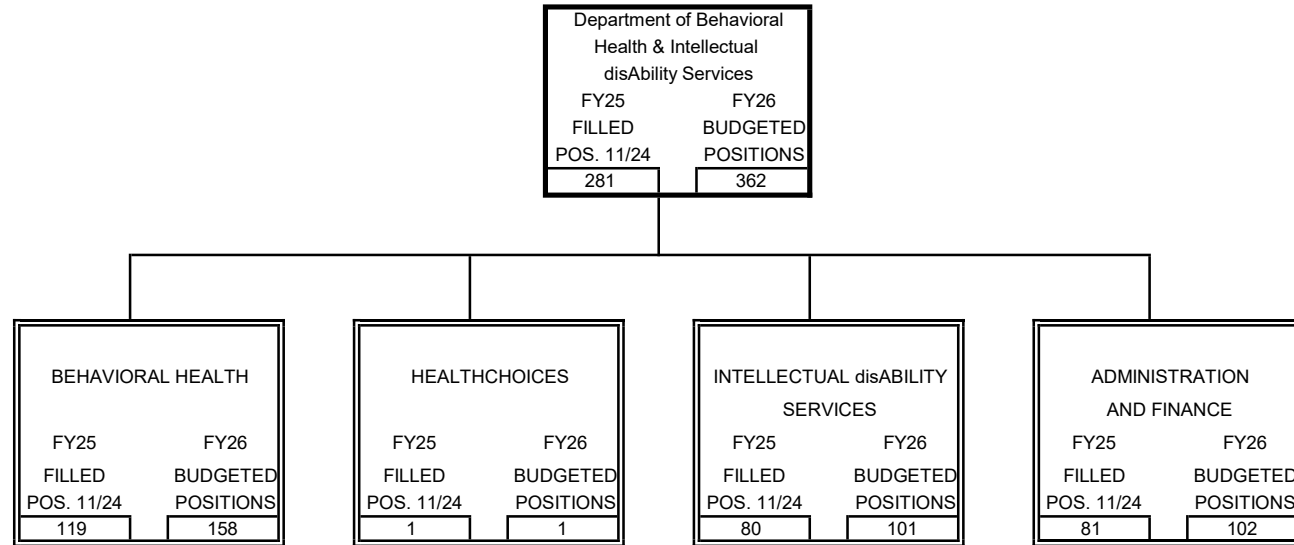 Department of Behavioral
Health & Intellectual
disAbility Services
FY25 FY26
FILLED BUDGETED
POS. 11/24 POSITIONS
281 362
BEHAVIORAL HEALTH
FY25 FY26
FILLED BUDGETED
POS. 11/24 POSITIONS
119 158
HEALTHCHOICES
FY25 FY26
FILLED BUDGETED
POS. 11/24 POSITIONS
1 1
INTELLECTUAL disABILITY
SERVICES
FY25 FY26
FILLED BUDGETED
POS. 11/24 POSITIONS
80 101
ADMINISTRATION
AND FINANCE
FY25 FY26
FILLED BUDGETED
POS. 11/24 POSITIONS
81 102